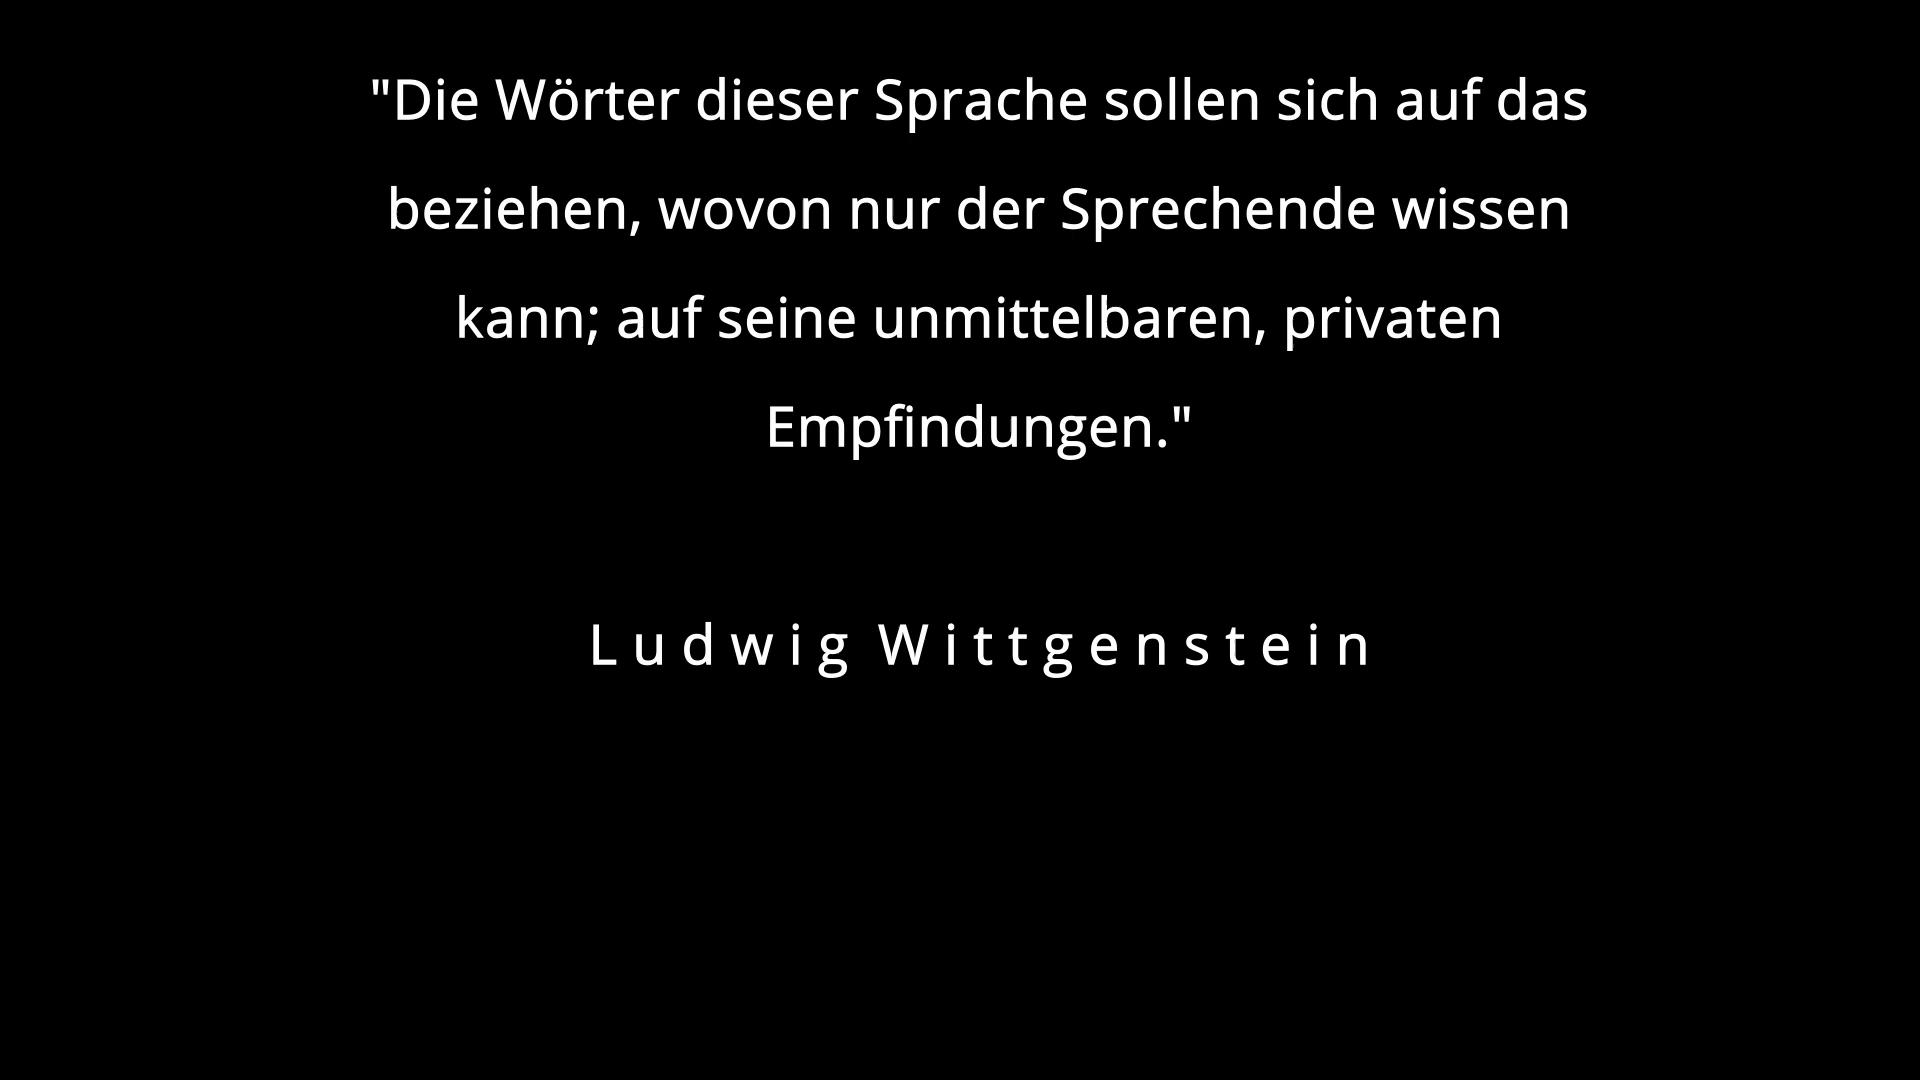 "Die Wörter dieser Sprache sollen sich auf das
beziehen, wovon nur der Sprechende wissen
kann; auf seine unmittelbaren, privaten
Empfindungen."
L u d w i g  W i t t g e n s t e i n